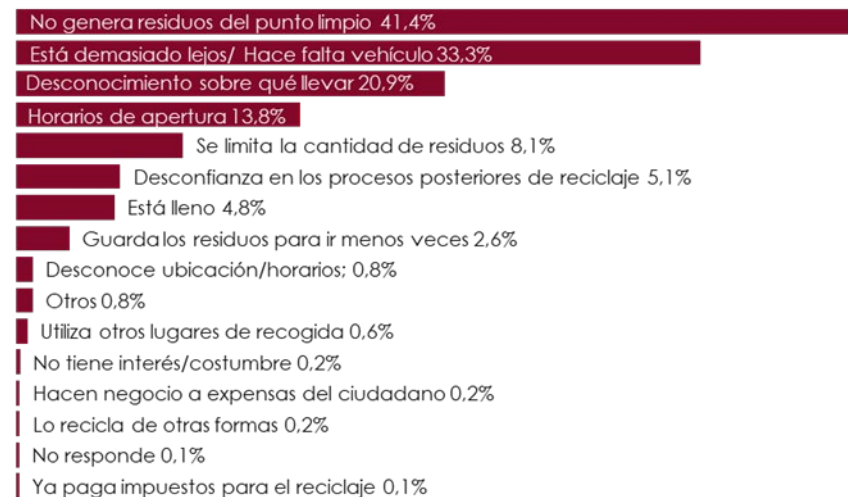 No genera residuos del punto limpio 41,4%
Está demasiado lejos/ Hace falta vehículo 33,3%
Desconocimiento sobre qué llevar 20,9%
Horarios de apertura 13,8%
Se limita la cantidad de residuos 8,1%
Desconfianza en los procesos posteriores de reciclaje 5,1%
Está lleno 4,8%
Guarda los residuos para ir menos veces 2,6%
Desconoce ubicación/horarios; 0,8%
Otros 0,8%
Utiliza otros lugares de recogida 0,6%
No tiene interés/costumbre 0,2%
Hacen negocio a expensas del ciudadano 0,2%
Lo recicla de otras formas 0,2%
No responde 0,1%
Ya paga impuestos para el reciclaje 0,1%